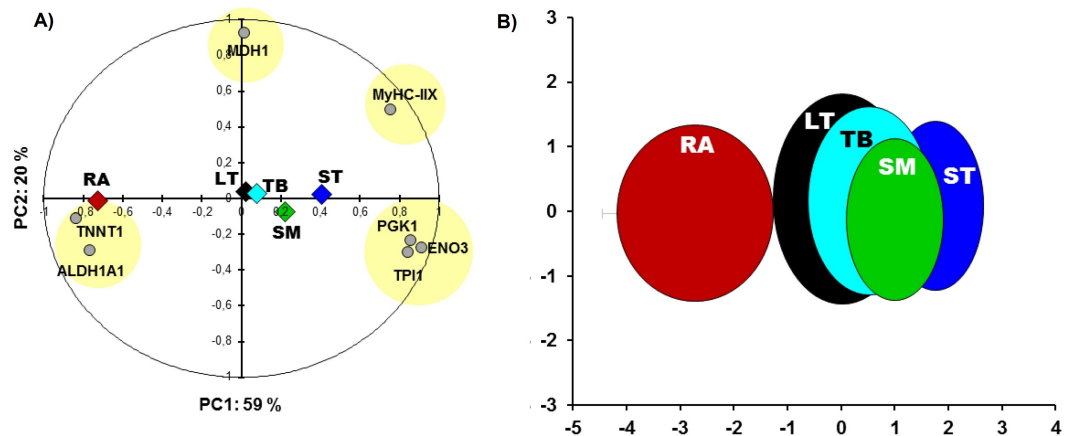 A)
B)
1
0,8
MDH1
0,6
MyHC-IIX
0,4
0,2
RA
LT
TB
ST
0
-1
-0,8
-0,6
-0,4
-0,2
0
0,2
0,4
0,6
0,8
1
SM
TNNT1
ALDH1A1
PGK1
ENO3
TPI1
-0,2
-0,4
-0,6
-0,8
-1
PC2: 20 %
PC1: 59 %
3
2
1
0
-1
-2
-3
RA
LT
TB
SM
ST
-5
-4
-3
-2
-1
0
1
2
3
4